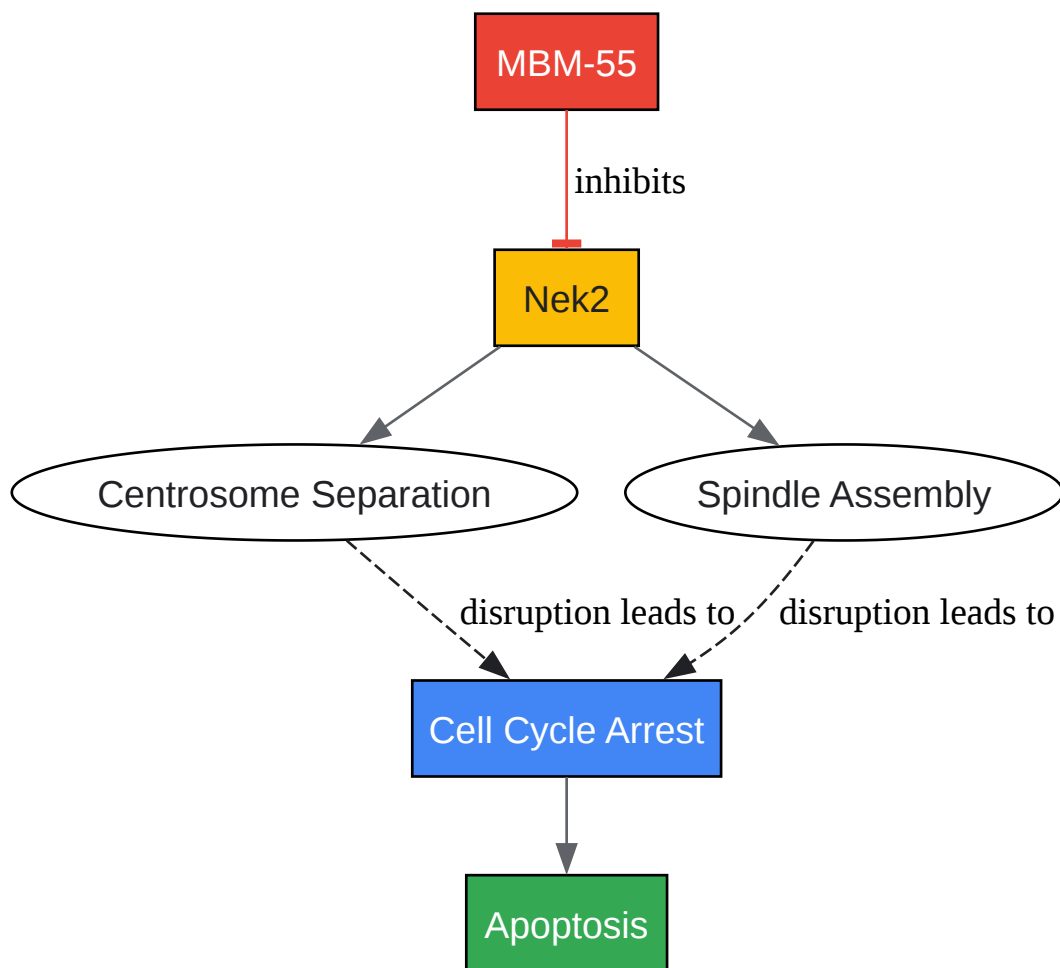 MBM-55
inhibits
Nek2
Centrosome Separation
Spindle Assembly
disruption leads to
disruption leads to
Cell Cycle Arrest
Apoptosis